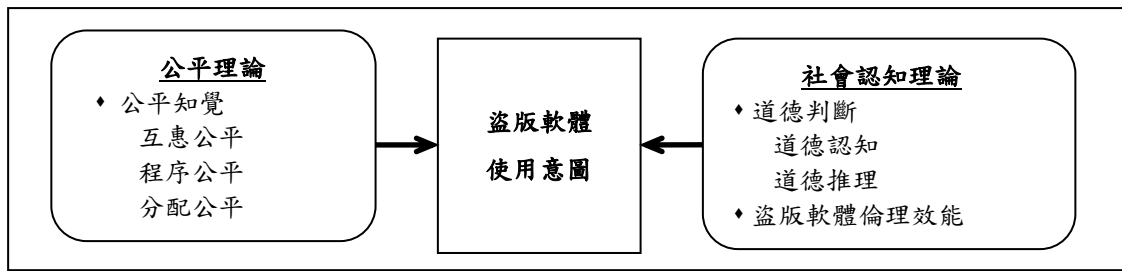 公平理論
♦ 公平知覺
互惠公平
程序公平
分配公平
盜版軟體
使用意圖
社會認知理論
♦ 道德判斷
道德認知
道德推理
♦ 盜版軟體倫理效能